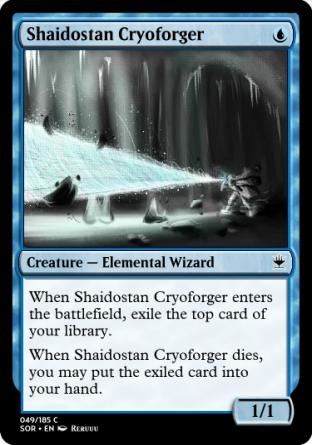 Shaidostan Cryoforger
Creature — Elemental Wizard
When Shaidostan Cryoforger enters
the battlefield, exile the top card of
your library.
When Shaidostan Cryoforger dies,
you may put the exiled card into
your hand.
1/1
049/185 C
SOR • EN Reruuu